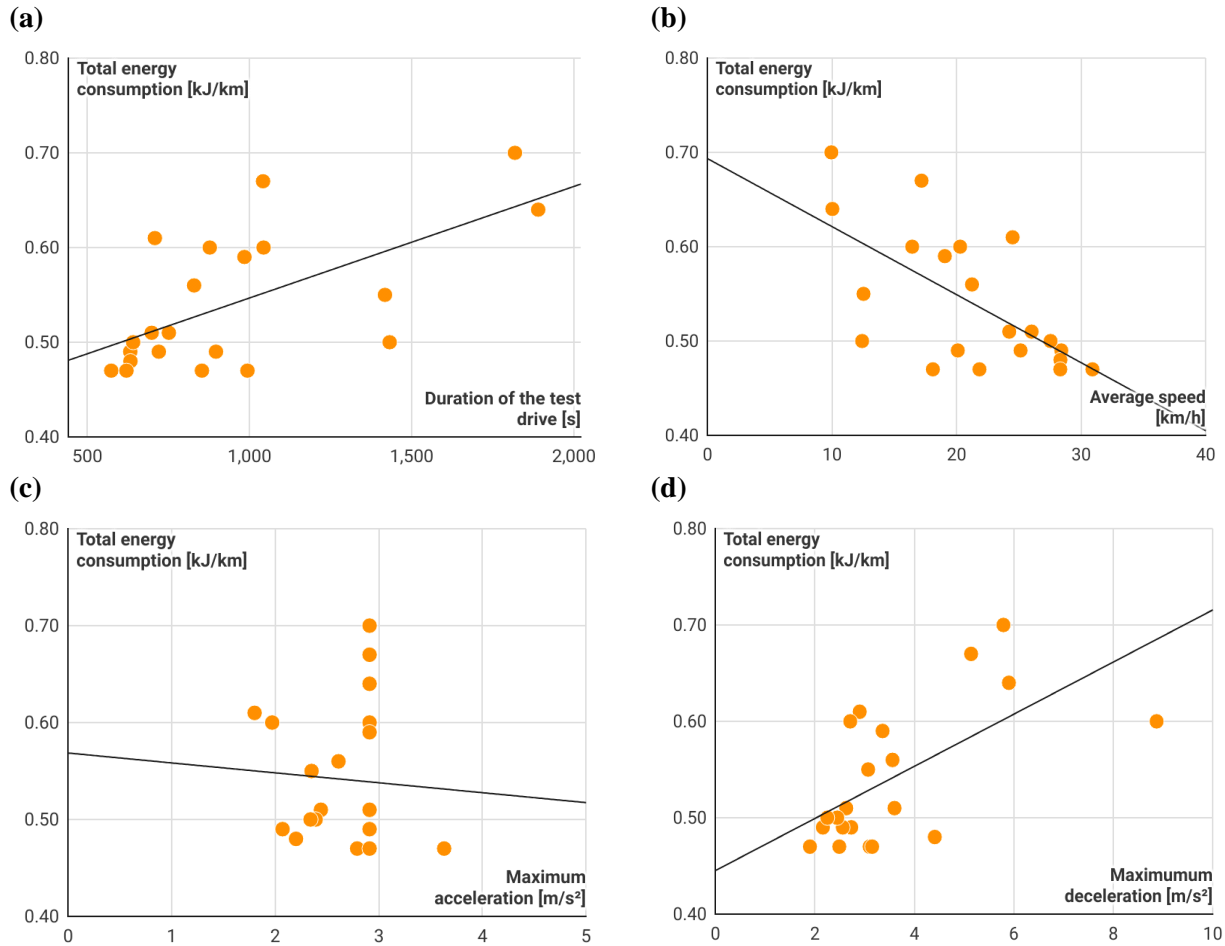 (a)
0.80
Total energy
consumption [kJ/km]
0.70
0.60
0.50
0.40
Duration of the test
drive [s]
500 1,000 1,500 2,000
(b)
0.80
Total energy
consumption [kJ/km]
0.70
0.60
0.50
0.40
Average speed
[km/h]
0 10 20 30 40
(c)
0.80
Total energy
consumption [kJ/km]
0.70
0.60
0.50
0.40
Maximum
acceleration [m/s²]
0 1 2 3 4 5
(d)
0.80
Total energy
consumption [kJ/km]
0.70
0.60
0.50
0.40
Maximumum
deceleration [m/s²]
0 2 4 6 8 10